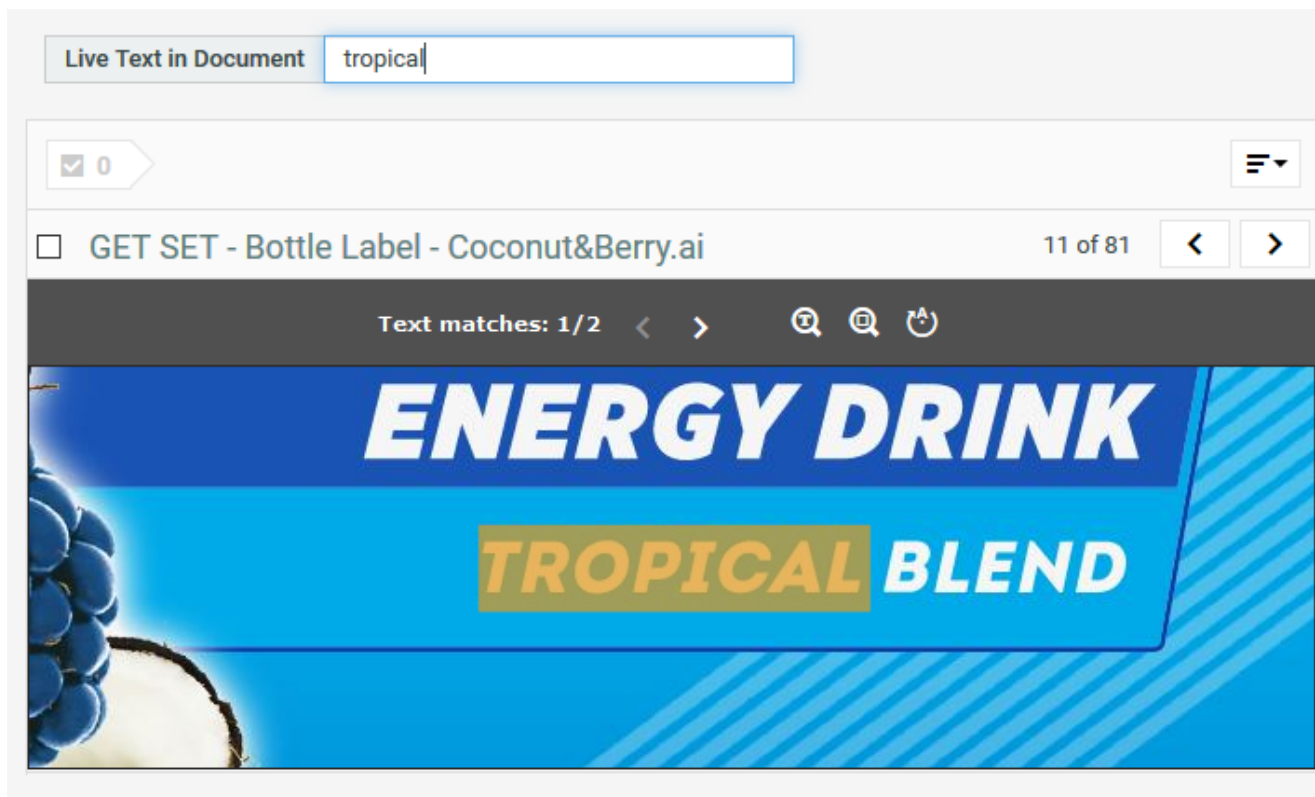 Live Text in Document tropical
0
GET SET - Bottle Label - Coconut&Berry.ai 11 of 81
Text matches: 1/2
ENERGY DRINK
TROPICAL BLEND